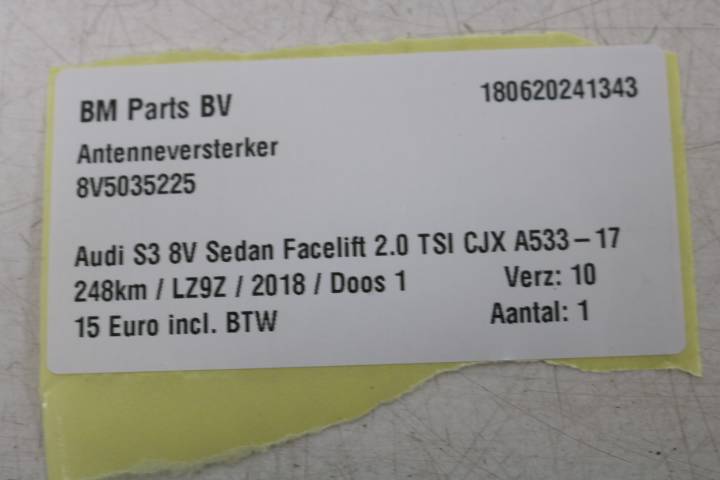 BM Parts BV 180620241343
Antenneversterker
8V5035225
Audi S3 8V Sedan Facelift 2.0 TSI CJX A533-17
248km / LZ9Z / 2018 / Doos 1 Verz: 10
15 Euro incl. BTW Aantal: 1